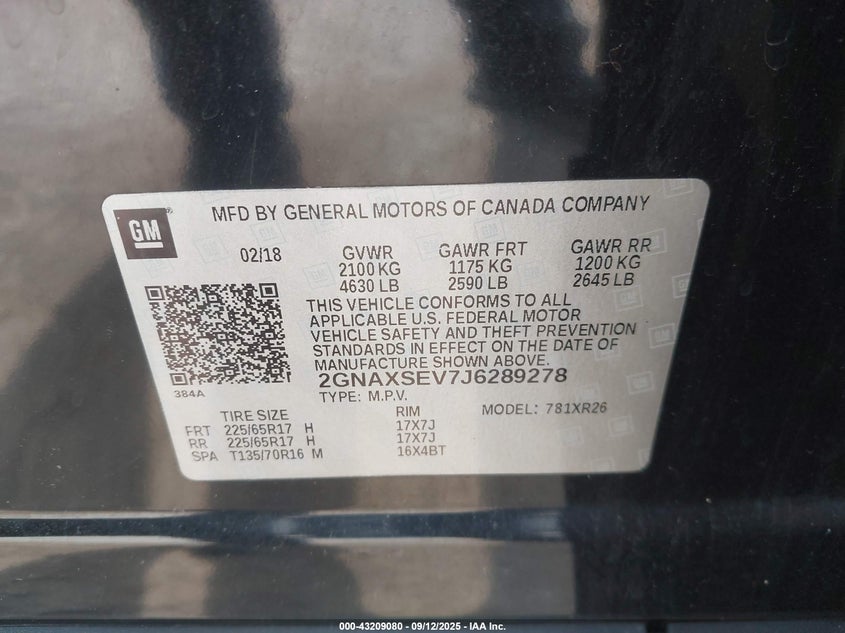 GM
MFD BY GENERAL MOTORS OF CANADA COMPANY
02/18 GVWR GAWR FRT GAWR RR
2100 KG 1175 KG 1200 KG
4630 LB 2590 LB 2645 LB
THIS VEHICLE CONFORMS TO ALL
APPLICABLE U.S. FEDERAL MOTOR
VEHICLE SAFETY AND THEFT PREVENTION
STANDARDS IN EFFECT ON THE DATE OF
MANUFACTURE SHOWN ABOVE.
384A
2GNAXSEV7J6289278
TYPE: M.P.V.
TIRE SIZE RIM MODEL: 781XR26
FRT 225/65R17 H 17X7J
RR 225/65R17 H 17X7J
SPA T135/70R16 M 16X4BT
000-43209080 - 09/12/2025 - IAA Inc.